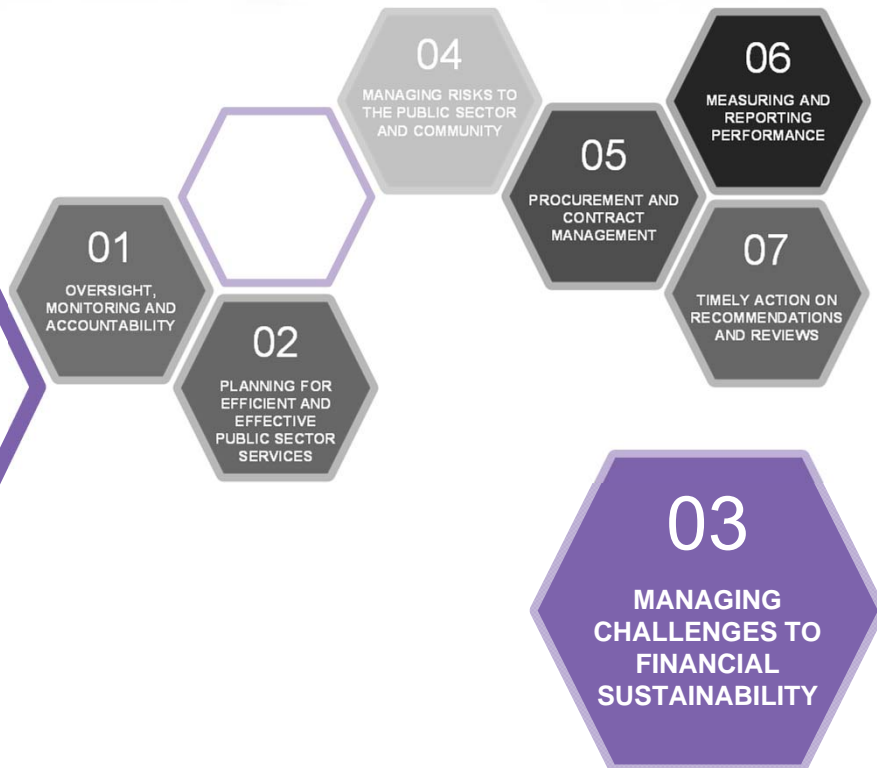 04
MANAGING RISKS TO
THE PUBLIC SECTOR
AND COMMUNITY
06
MEASURING AND
REPORTING
PERFORMANCE
05
PROCUREMENT AND
CONTRACT
MANAGEMENT
01
OVERSIGHT,
MONITORING AND
ACCOUNTABILITY
07
TIMELY ACTION ON
RECOMMENDATIONS
AND REVIEWS
02
PLANNING FOR
EFFICIENT AND
EFFECTIVE
PUBLIC SECTOR
SERVICES
03
MANAGING
CHALLENGES TO
FINANCIAL
SUSTAINABILITY